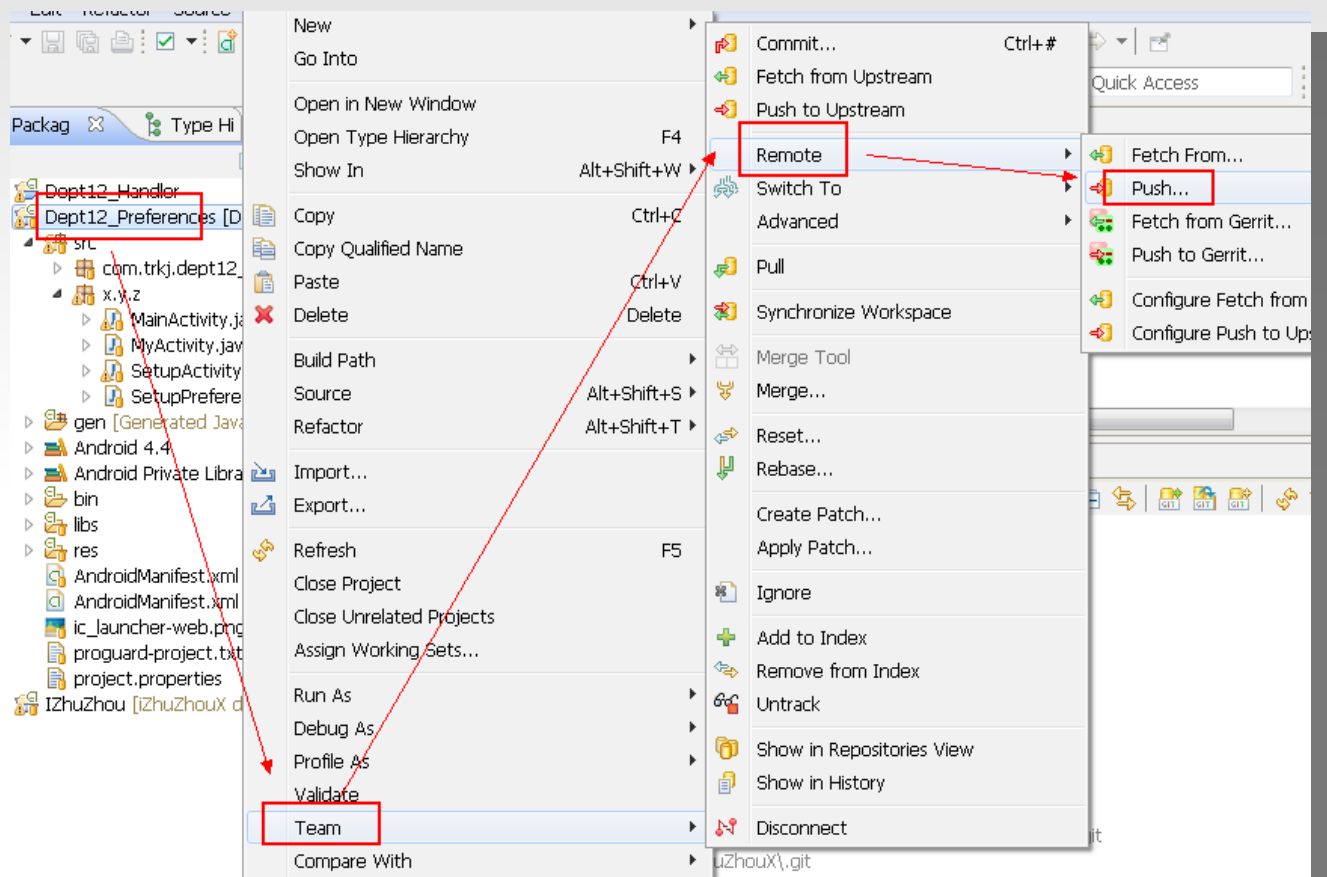 Edit Refactor Source
Quick Access
Packag
Type Hi
Dept12_Handler
Dept12_Preferences [D
src
com.trkj.dept12_
x.y.z
MainActivity.ja
MyActivity.jav
SetupActivity
SetupPrefere
gen [Generated Java
Android 4.4
Android Private Libra
bin
libs
res
AndroidManifest.xml
AndroidManifest.xml
ic_launcher-web.png
proguard-project.txt
project.properties
IZhuZhou [iZhuZhouX d
New
Go Into
Open in New Window
Open Type Hierarchy F4
Show In Alt+Shift+W
Copy Ctrl+C
Copy Qualified Name
Paste Ctrl+V
Delete Delete
Build Path
Source Alt+Shift+S
Refactor Alt+Shift+T
Import...
Export...
Refresh F5
Close Project
Close Unrelated Projects
Assign Working Sets...
Run As
Debug As
Profile As
Validate
Team
Compare With
Commit... Ctrl+#
Fetch from Upstream
Push to Upstream
Remote
Switch To
Advanced
Pull
Synchronize Workspace
Merge Tool
Merge...
Reset...
Rebase...
Create Patch...
Apply Patch...
Ignore
Add to Index
Remove from Index
Untrack
Show in Repositories View
Show in History
Disconnect
Fetch From...
Push...
Fetch from Gerrit...
Push to Gerrit...
Configure Fetch from
Configure Push to Ups
GIT GIT GIT
git
uZhouX\.git